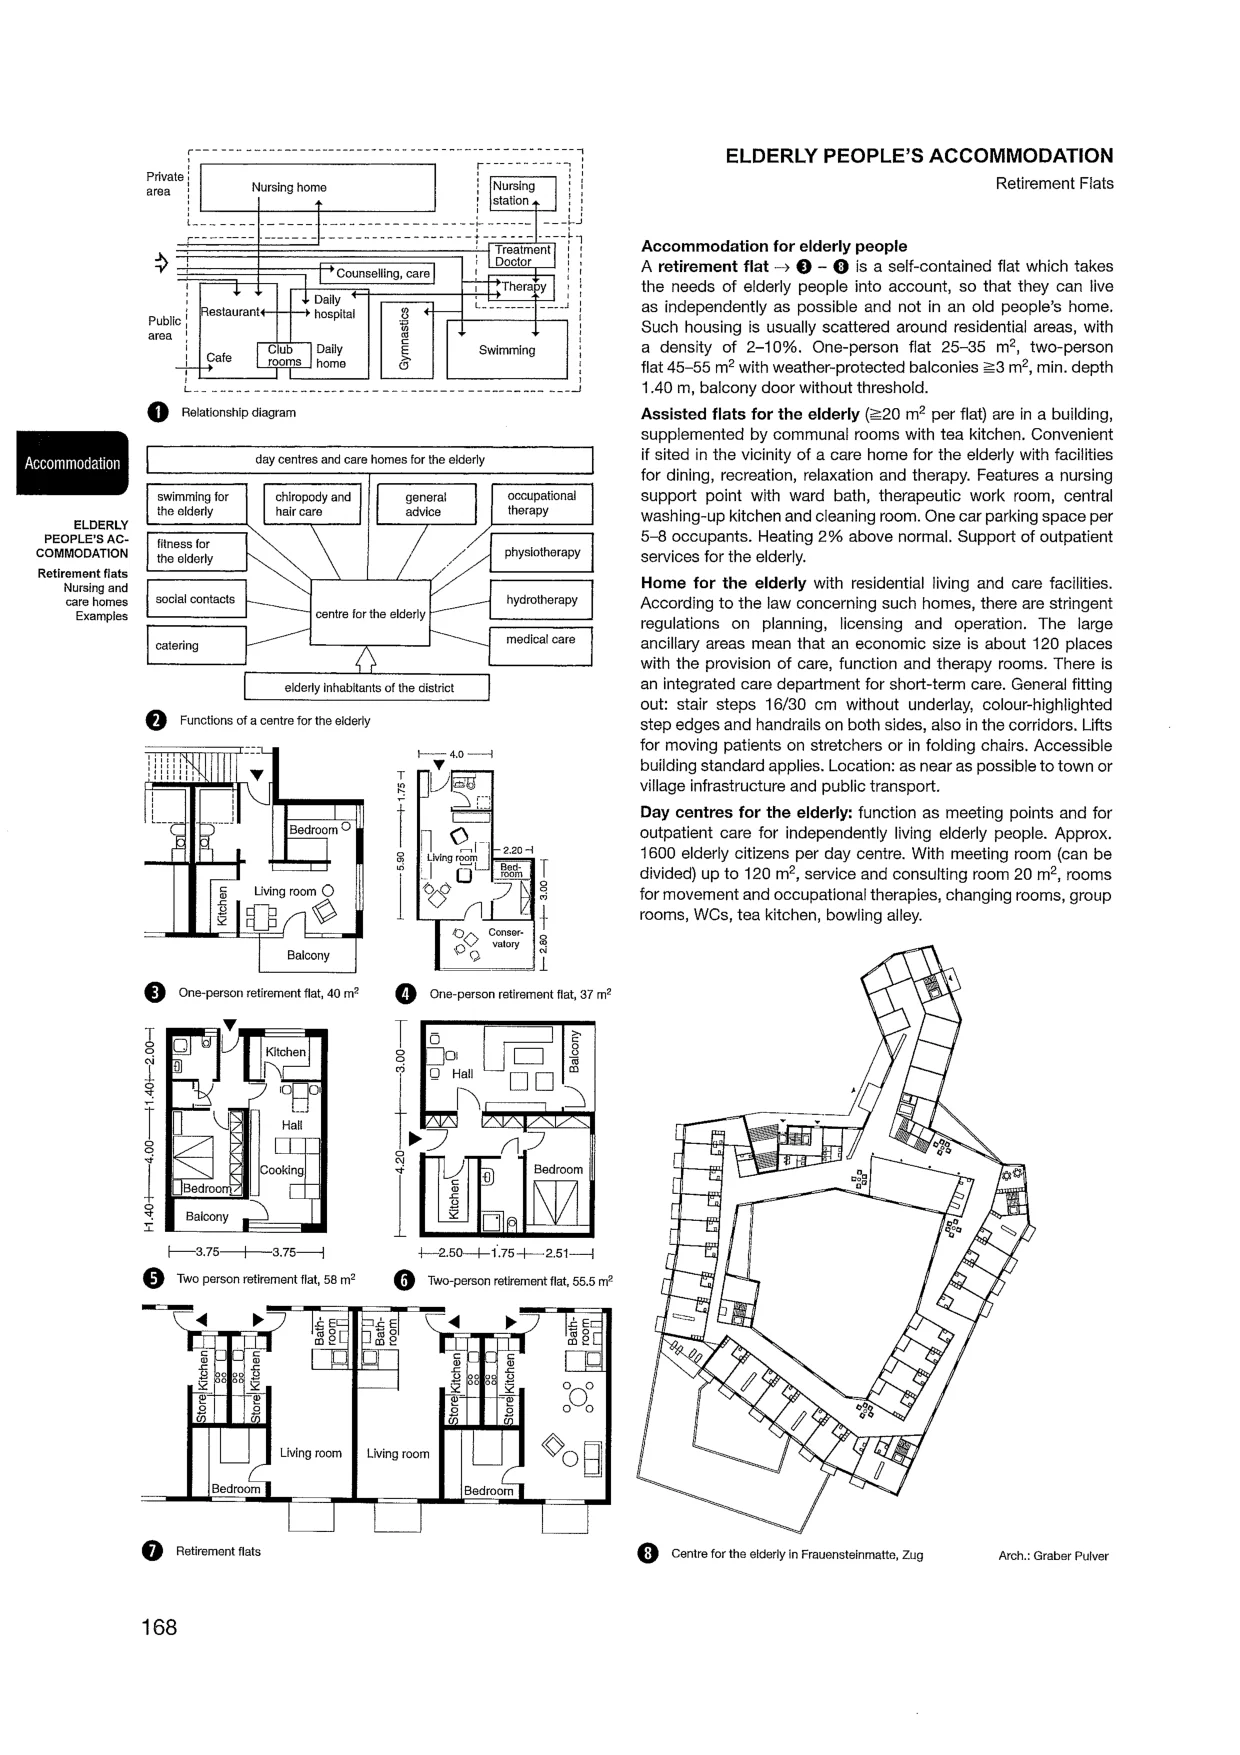 ELDERLY PEOPLE'S ACCOMMODATION
Retirement Flats
Private
area
Nursing home
Nursing
station
Treatment
Doctor
Counselling, care
Therapy
Public
area
Restaurant
Daily
hospital
Cafe
Club
rooms
Daily
home
Gymnastics
Swimming
1 Relationship diagram
Accommodation
ELDERLY
PEOPLE'S AC-
COMMODATION
Retirement flats
Nursing and
care homes
Examples
day centres and care homes for the elderly
swimming for
the elderly
chiropody and
hair care
general
advice
occupational
therapy
fitness for
the elderly
physiotherapy
social contacts
centre for the elderly
hydrotherapy
catering
medical care
elderly inhabitants of the district
2 Functions of a centre for the elderly
Bedroom
Living room
Kitchen
Balcony
3 One-person retirement flat, 40 m²
4.0
1.75
5.90
Living room
2.20
Bed-
room
3.00
Conser-
vatory
2.80
4 One-person retirement flat, 37 m²
2.00
1.40
4.00
1.40
Kitchen
Hall
Cooking
Bedroom
Balcony
3.75
3.75
5 Two person retirement flat, 58 m²
3.00
4.20
Hall
Balcony
Kitchen
Bedroom
2.50
1.75
2.51
6 Two-person retirement flat, 55.5 m²
Bath-
room
Bath-
room
Bath-
room
Store Kitchen
Store Kitchen
Store Kitchen
Store Kitchen
Living room
Living room
Bedroom
Bedroom
7 Retirement flats
Accommodation for elderly people
A retirement flat → 3 – 8 is a self-contained flat which takes
the needs of elderly people into account, so that they can live
as independently as possible and not in an old people's home.
Such housing is usually scattered around residential areas, with
a density of 2–10%. One-person flat 25–35 m², two-person
flat 45–55 m² with weather-protected balconies ≧3 m², min. depth
1.40 m, balcony door without threshold.
Assisted flats for the elderly (≧20 m² per flat) are in a building,
supplemented by communal rooms with tea kitchen. Convenient
if sited in the vicinity of a care home for the elderly with facilities
for dining, recreation, relaxation and therapy. Features a nursing
support point with ward bath, therapeutic work room, central
washing-up kitchen and cleaning room. One car parking space per
5–8 occupants. Heating 2% above normal. Support of outpatient
services for the elderly.
Home for the elderly with residential living and care facilities.
According to the law concerning such homes, there are stringent
regulations on planning, licensing and operation. The large
ancillary areas mean that an economic size is about 120 places
with the provision of care, function and therapy rooms. There is
an integrated care department for short-term care. General fitting
out: stair steps 16/30 cm without underlay, colour-highlighted
step edges and handrails on both sides, also in the corridors. Lifts
for moving patients on stretchers or in folding chairs. Accessible
building standard applies. Location: as near as possible to town or
village infrastructure and public transport.
Day centres for the elderly: function as meeting points and for
outpatient care for independently living elderly people. Approx.
1600 elderly citizens per day centre. With meeting room (can be
divided) up to 120 m², service and consulting room 20 m², rooms
for movement and occupational therapies, changing rooms, group
rooms, WCs, tea kitchen, bowling alley.
8 Centre for the elderly in Frauensteinmatte, Zug
Arch.: Graber Pulver
168